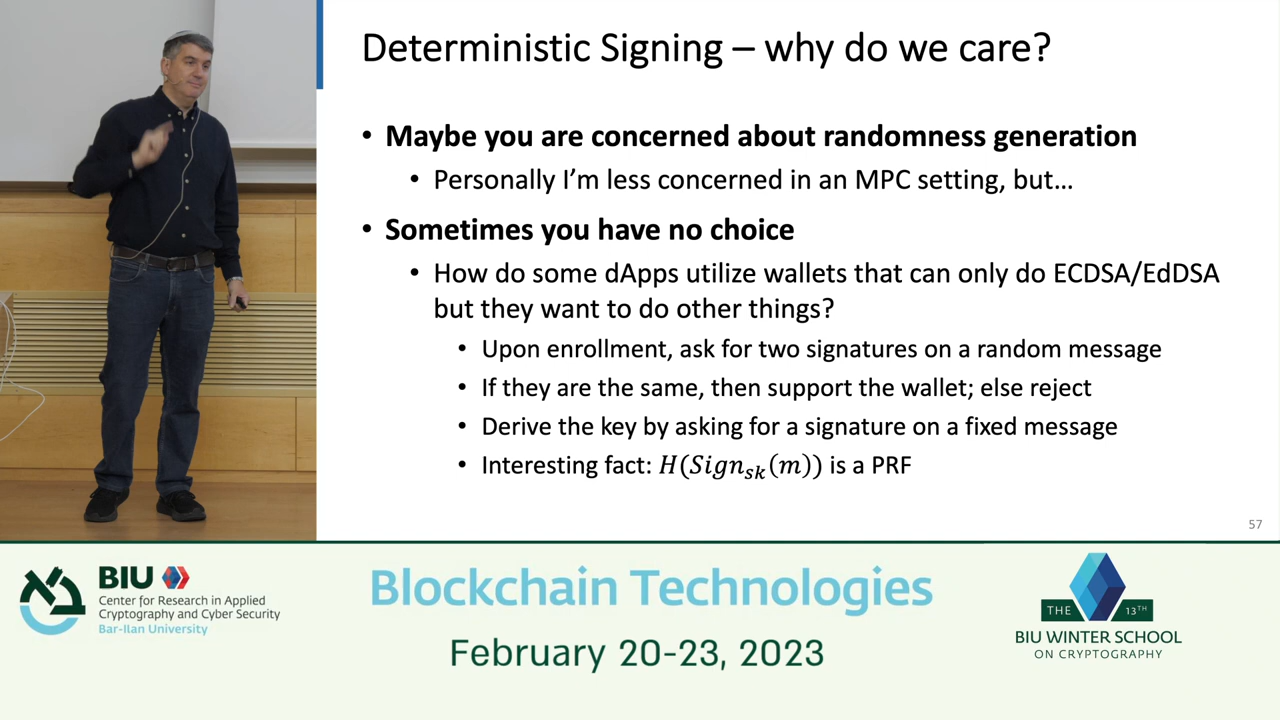 Deterministic Signing – why do we care?
• Maybe you are concerned about randomness generation
• Personally I'm less concerned in an MPC setting, but…
• Sometimes you have no choice
• How do some dApps utilize wallets that can only do ECDSA/EdDSA
but they want to do other things?
• Upon enrollment, ask for two signatures on a random message
• If they are the same, then support the wallet; else reject
• Derive the key by asking for a signature on a fixed message
• Interesting fact: H(Sign_sk(m)) is a PRF
57
BIU
Center for Research in Applied
Cryptography and Cyber Security
Bar-Ilan University
Blockchain Technologies
February 20-23, 2023
THE 13TH
BIU WINTER SCHOOL
ON CRYPTOGRAPHY